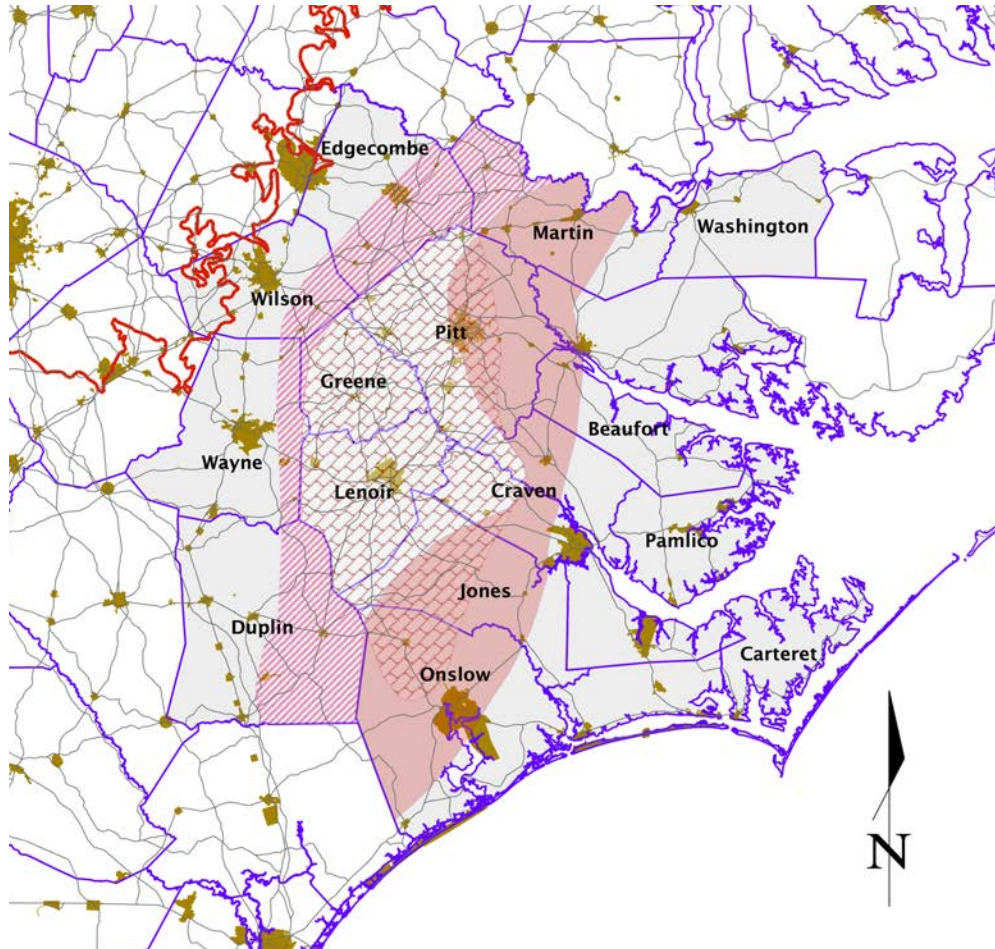 Edgecombe
Martin
Washington
Wilson
Pitt
Greene
Beaufort
Wayne
Lenoir
Craven
Pamlico
Jones
Duplin
Carteret
Onslow
N